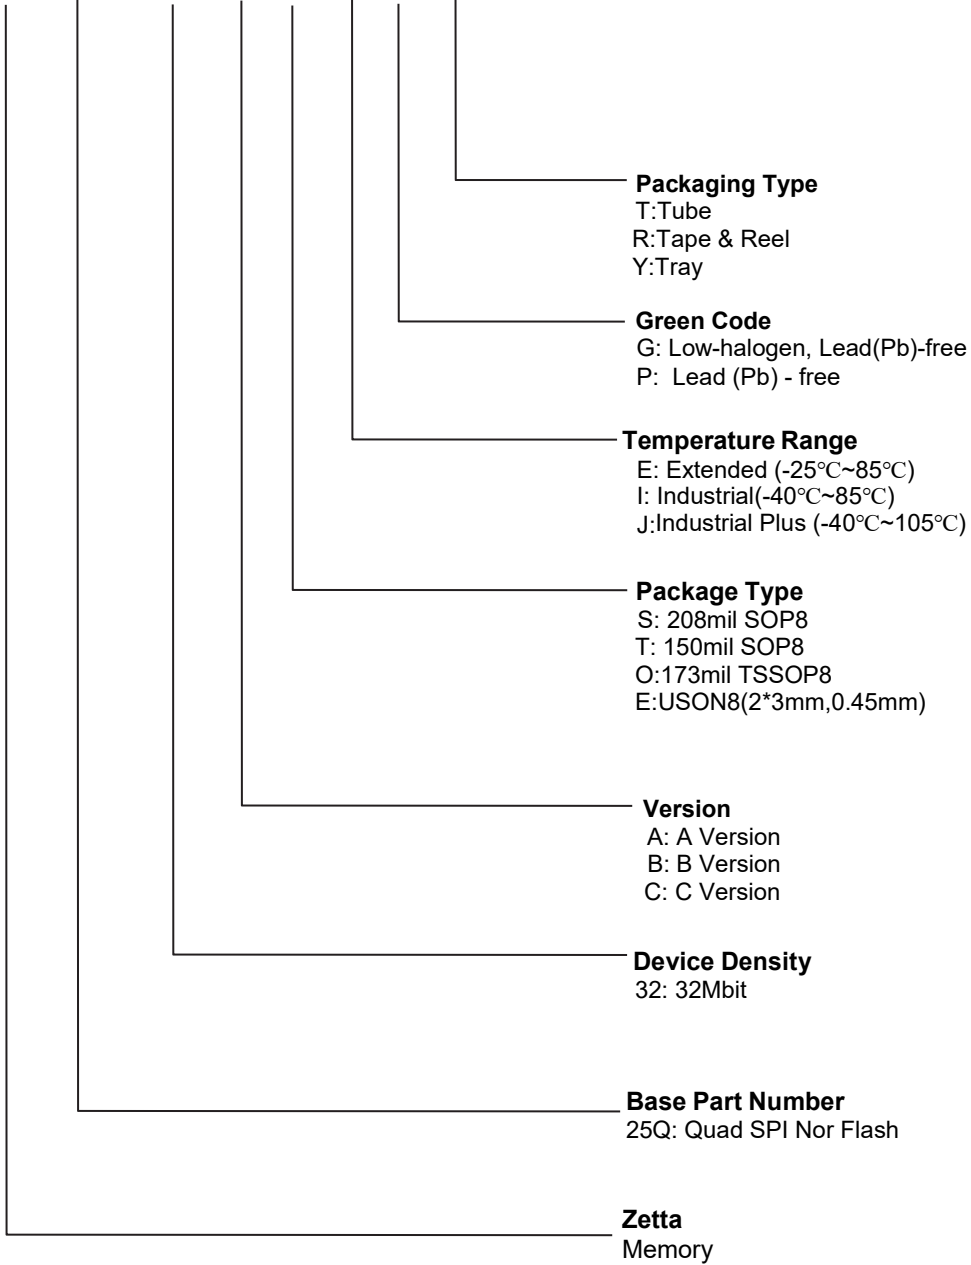 Packaging Type
T:Tube
R:Tape & Reel
Y:Tray
Green Code
G: Low-halogen, Lead(Pb)-free
P: Lead (Pb) - free
Temperature Range
E: Extended (-25℃~85℃)
I: Industrial(-40℃~85℃)
J:Industrial Plus (-40℃~105℃)
Package Type
S: 208mil SOP8
T: 150mil SOP8
O:173mil TSSOP8
E:USON8(2*3mm,0.45mm)
Version
A: A Version
B: B Version
C: C Version
Device Density
32: 32Mbit
Base Part Number
25Q: Quad SPI Nor Flash
Zetta
Memory